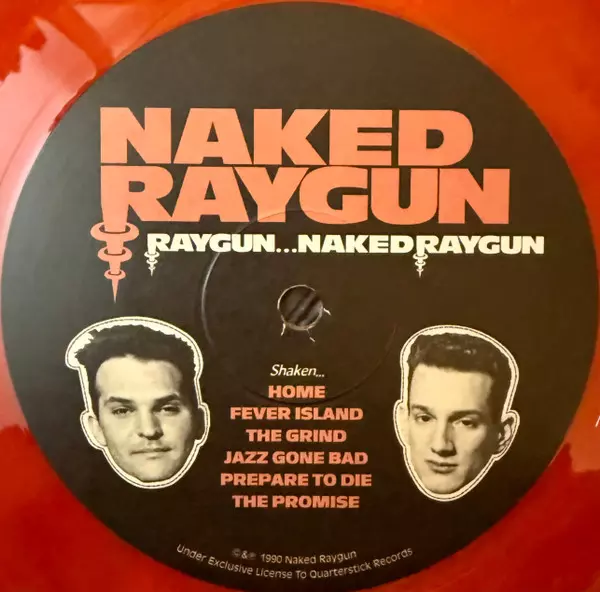 NAKED
RAYGUN
RAYGUN...NAKED RAYGUN
Shaken...
HOME
FEVER ISLAND
THE GRIND
JAZZ GONE BAD
PREPARE TO DIE
THE PROMISE
©&℗ 1990 Naked Raygun
Under Exclusive License To Quarterstick Records